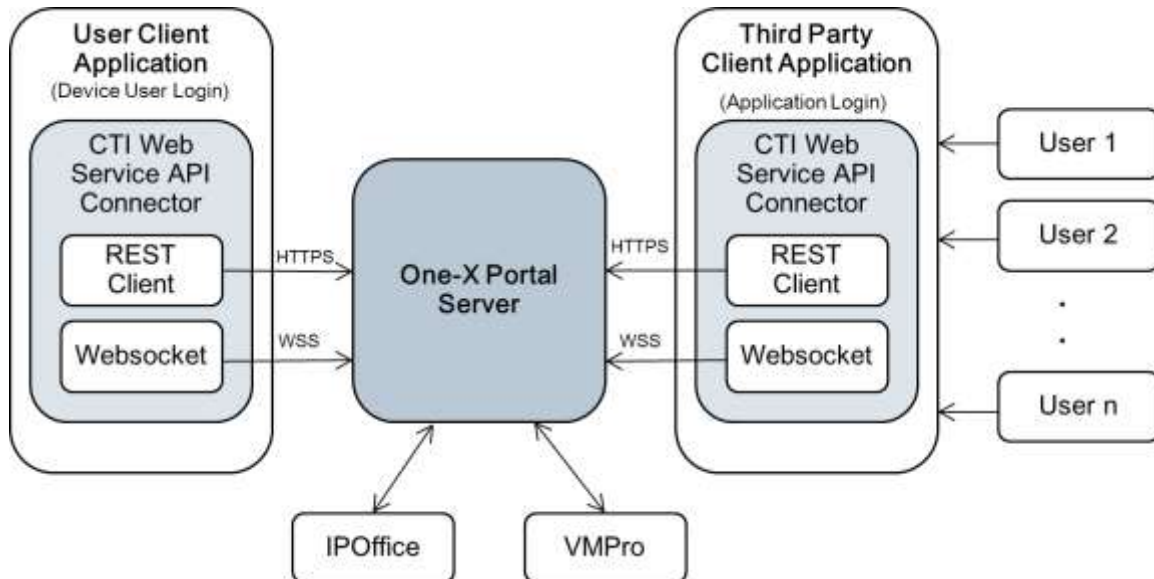 User Client
Application
(Device User Login)
CTI Web
Service API
Connector
REST
Client
Websocket
HTTPS
WSS
One-X Portal
Server
IPOffice
VMPro
HTTPS
WSS
Third Party
Client Application
(Application Login)
CTI Web
Service API
Connector
REST
Client
Websocket
User 1
User 2
User n